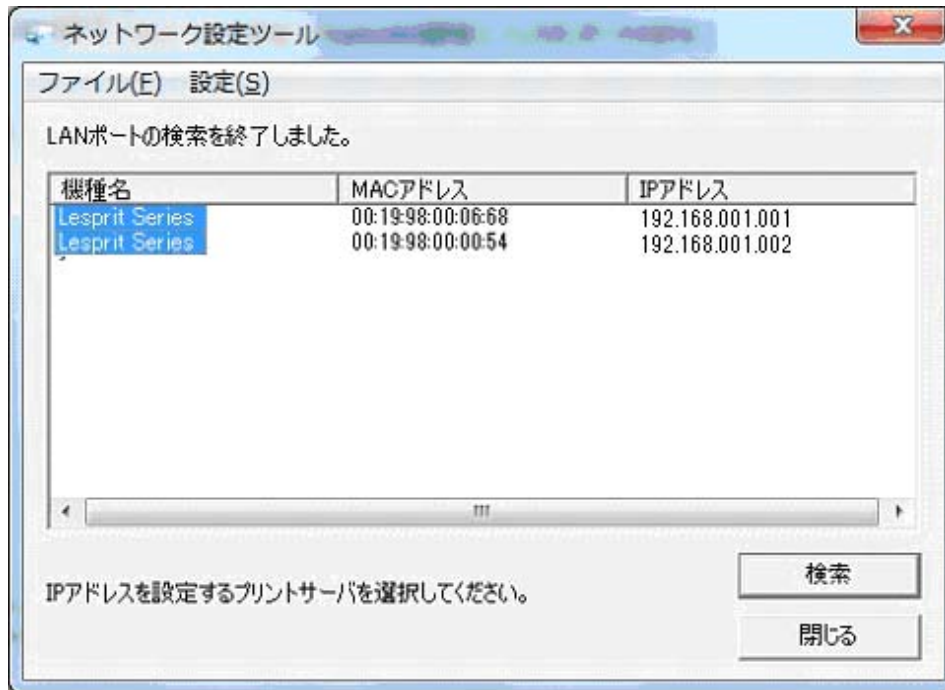 ネットワーク設定ツール
ファイル(F) 設定(S)
LANポートの検索を終了しました。
機種名 MACアドレス IPアドレス
Lesprit Series 00:19:98:00:06:68 192.168.001.001
Lesprit Series 00:19:98:00:00:54 192.168.001.002
検索
IPアドレスを設定するプリントサーバを選択してください。
閉じる